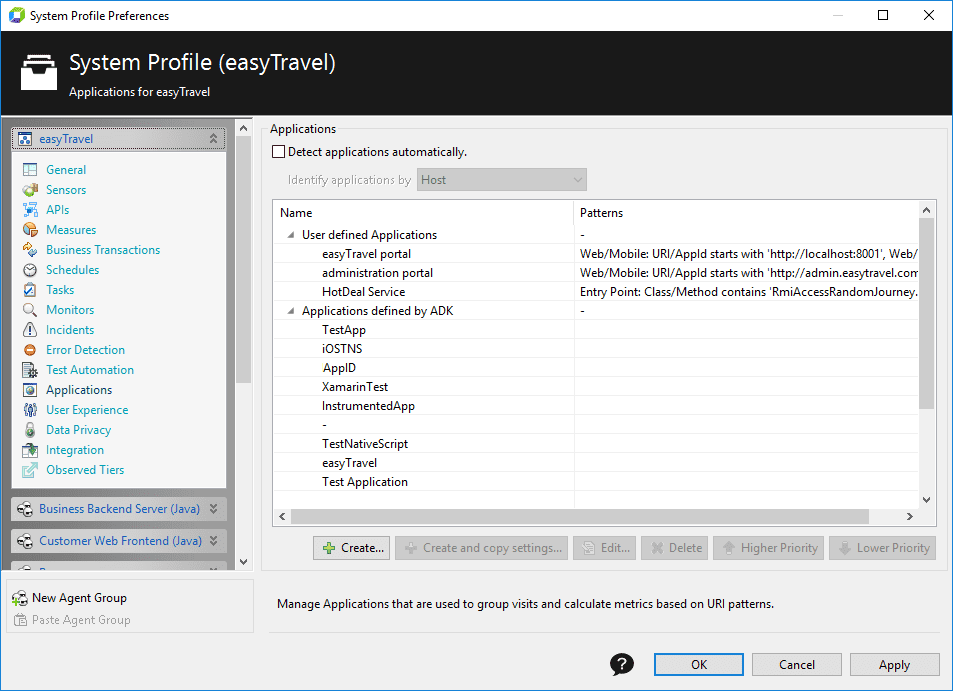 System Profile Preferences
System Profile (easyTravel)
Applications for easyTravel
easyTravel
General
Sensors
APIs
Measures
Business Transactions
Schedules
Tasks
Monitors
Incidents
Error Detection
Test Automation
Applications
User Experience
Data Privacy
Integration
Observed Tiers
Business Backend Server (Java)
Customer Web Frontend (Java)
New Agent Group
Paste Agent Group
Applications
Detect applications automatically.
Identify applications by Host
Name Patterns
User defined Applications -
easyTravel portal Web/Mobile: URI/AppId starts with 'http://localhost:8001', Web/
administration portal Web/Mobile: URI/AppId starts with 'http://admin.easytravel.com
HotDeal Service Entry Point: Class/Method contains 'RmiAccessRandomJourney.
Applications defined by ADK -
TestApp
iOSTNS
AppID
XamarinTest
InstrumentedApp
-
TestNativeScript
easyTravel
Test Application
Create... Create and copy settings... Edit... Delete Higher Priority Lower Priority
Manage Applications that are used to group visits and calculate metrics based on URI patterns.
? OK Cancel Apply